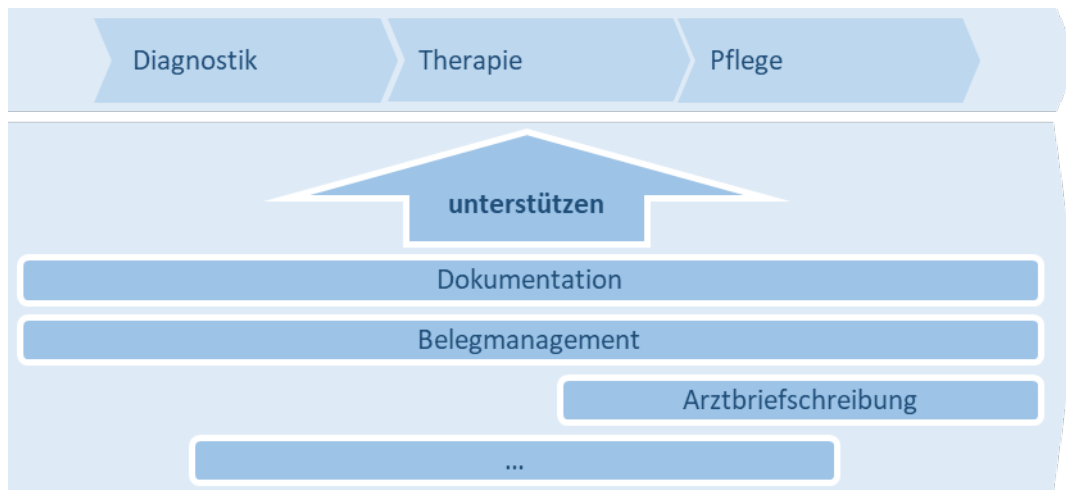 Diagnostik Therapie Pflege
unterstützen
Dokumentation
Belegmanagement
Arztbriefschreibung
...